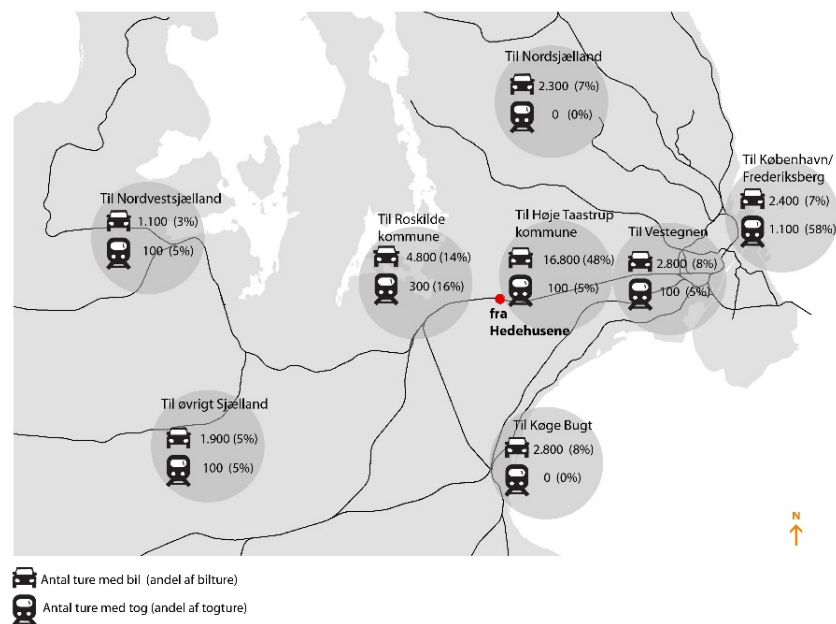 Til Nordsjælland
2.300 (7%)
0 (0%)
Til København/
Frederiksberg
2.400 (7%)
1.100 (58%)
Til Nordvestsjælland
1.100 (3%)
100 (5%)
Til Roskilde
kommune
4.800 (14%)
300 (16%)
Til Høje Taastrup
kommune
16.800 (48%)
100 (5%)
Til Vestegnen
2.800 (8%)
100 (5%)
fra
Hedehusene
Til øvrigt Sjælland
1.900 (5%)
100 (5%)
Til Køge Bugt
2.800 (8%)
0 (0%)
N
Antal ture med bil (andel af bilture)
Antal ture med tog (andel af togture)